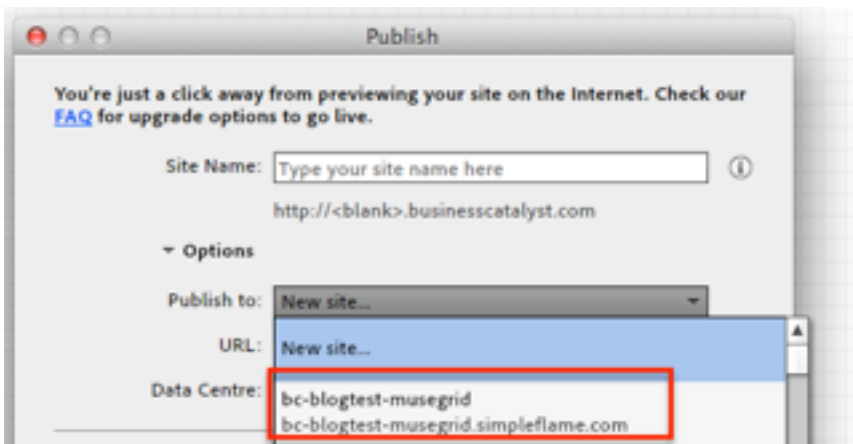 Publish
You're just a click away from previewing your site on the Internet. Check our
FAQ for upgrade options to go live.
Site Name: Type your site name here
http://<blank>.businesscatalyst.com
Options
Publish to: New site...
URL: New site...
Data Centre: bc-blogtest-musegrid
bc-blogtest-musegrid.simpleflame.com